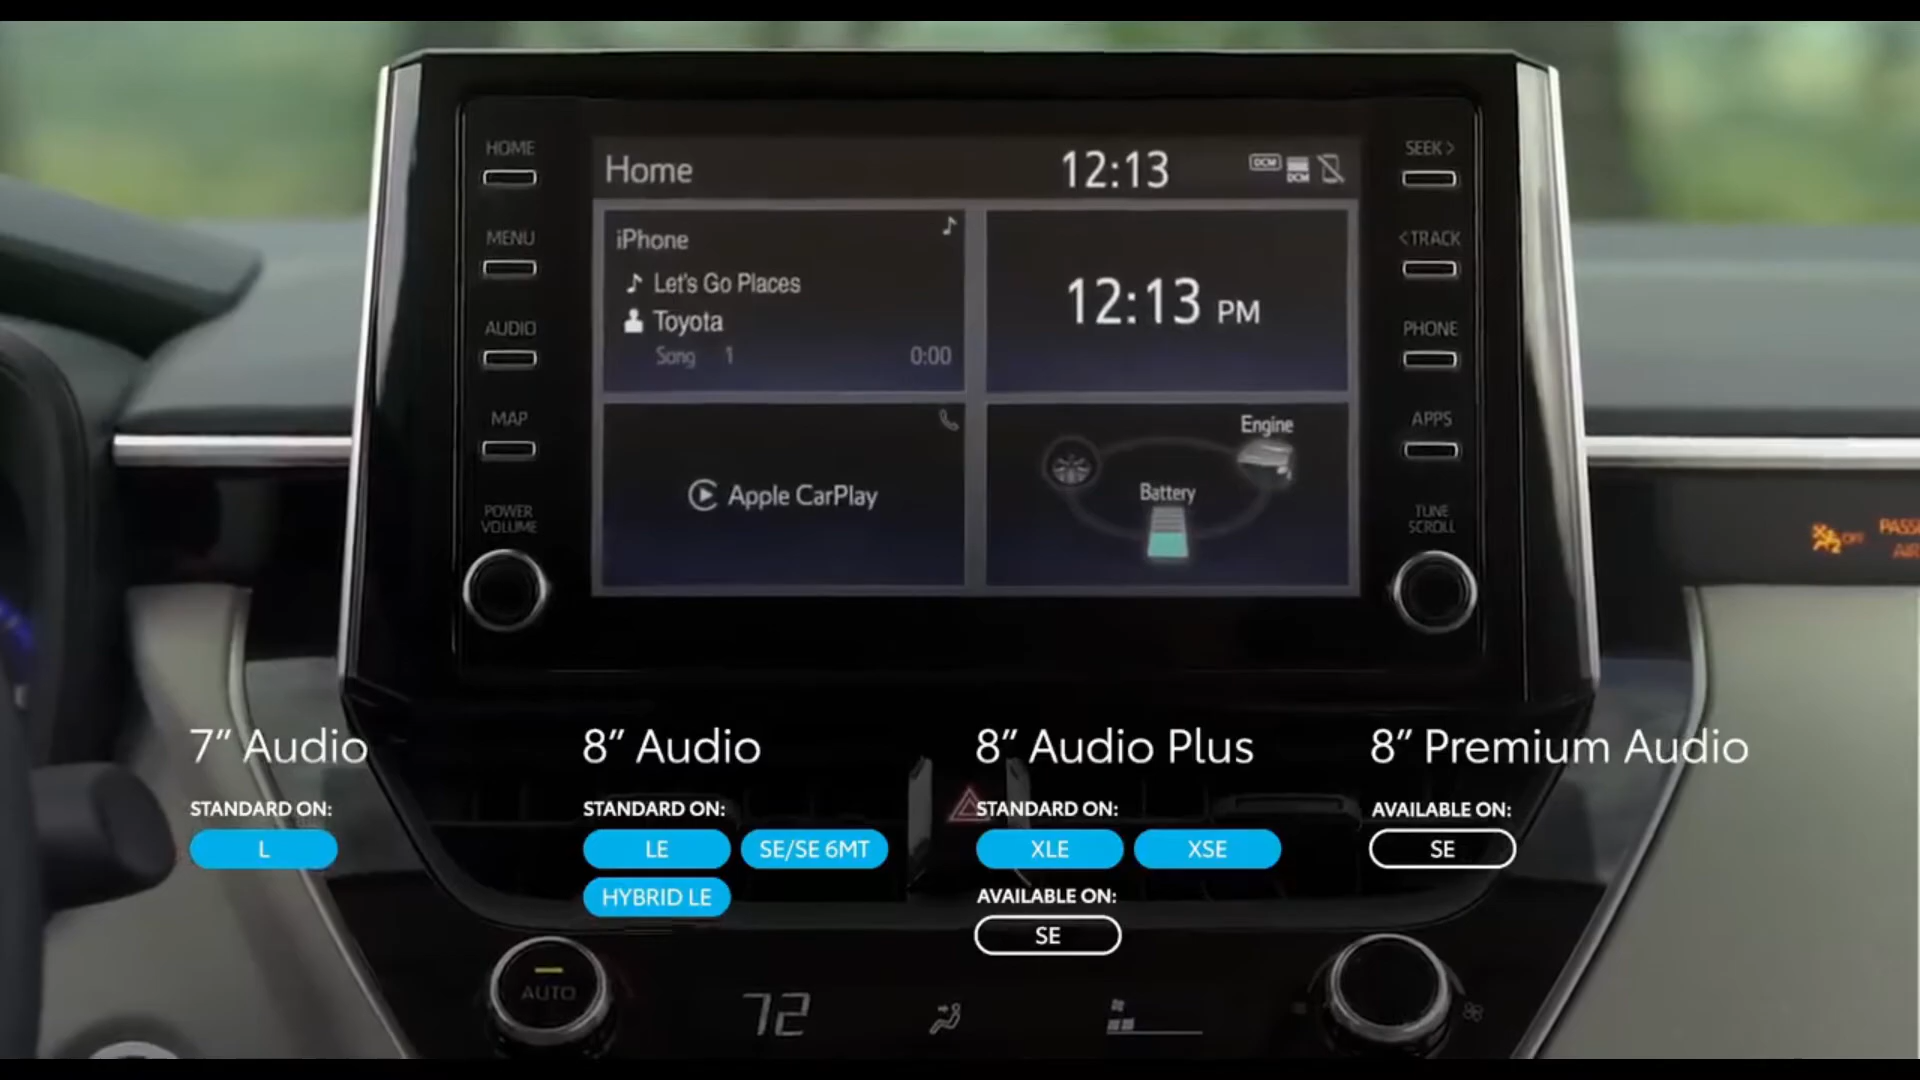 HOME
MENU
AUDIO
MAP
POWER
VOLUME
Home
12:13
DCM
DCM
iPhone
Let's Go Places
Toyota
Song 1 0:00
12:13 PM
Apple CarPlay
Engine
Battery
SEEK >
< TRACK
PHONE
APPS
TUNE
SCROLL
OFF
7” Audio
STANDARD ON:
L
8” Audio
STANDARD ON:
LE
SE/SE 6MT
HYBRID LE
8” Audio Plus
STANDARD ON:
XLE
XSE
AVAILABLE ON:
SE
8” Premium Audio
AVAILABLE ON:
SE
AUTO
72